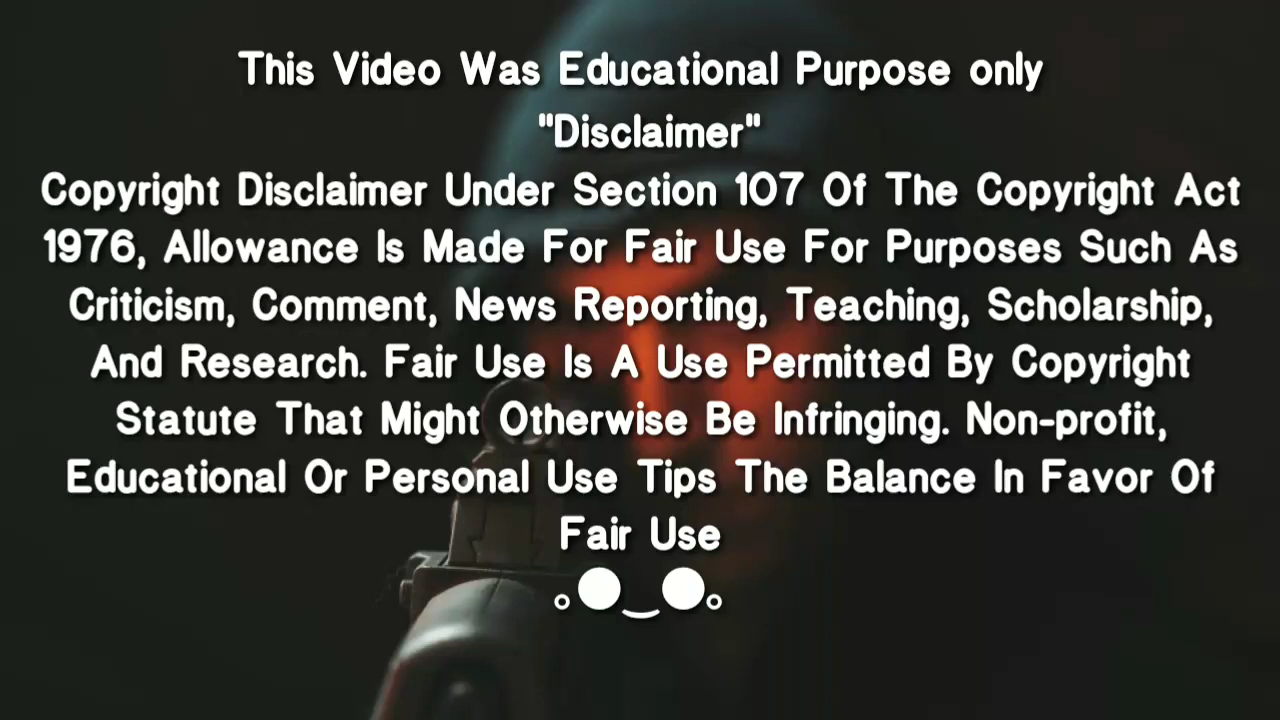 This Video Was Educational Purpose only
"Disclaimer"
Copyright Disclaimer Under Section 107 Of The Copyright Act
1976, Allowance Is Made For Fair Use For Purposes Such As
Criticism, Comment, News Reporting, Teaching, Scholarship,
And Research. Fair Use Is A Use Permitted By Copyright
Statute That Might Otherwise Be Infringing. Non-profit,
Educational Or Personal Use Tips The Balance In Favor Of
Fair Use
｡⚫‿⚫｡